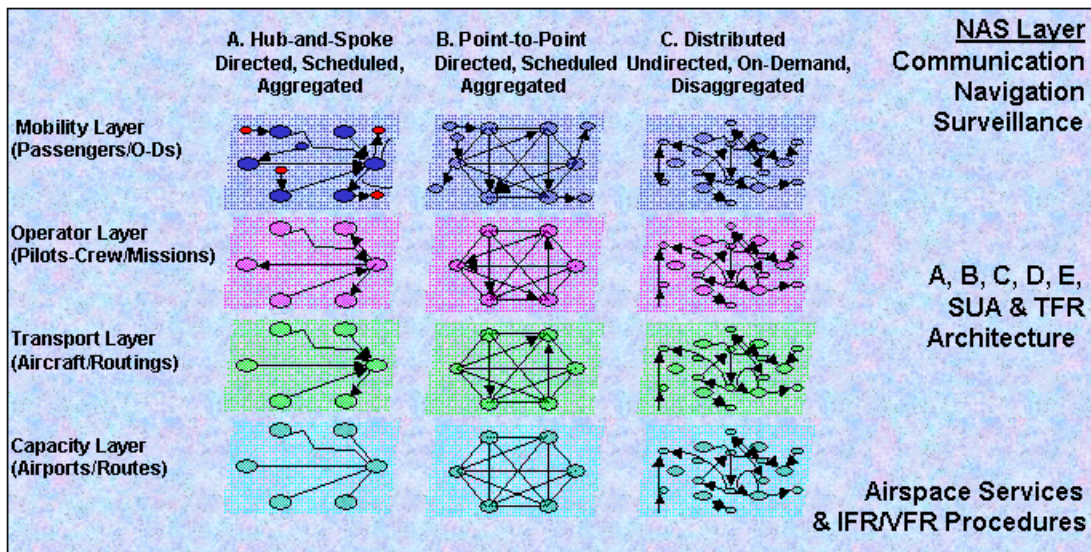 A. Hub-and-Spoke
Directed, Scheduled,
Aggregated
B. Point-to-Point
Directed, Scheduled
Aggregated
C. Distributed
Undirected, On-Demand,
Disaggregated
NAS Layer
Communication
Navigation
Surveillance
Mobility Layer
(Passengers/O-Ds)
Operator Layer
(Pilots-Crew/Missions)
A, B, C, D, E,
SUA & TFR
Architecture
Transport Layer
(Aircraft/Routings)
Capacity Layer
(Airports/Routes)
Airspace Services
& IFR/VFR Procedures